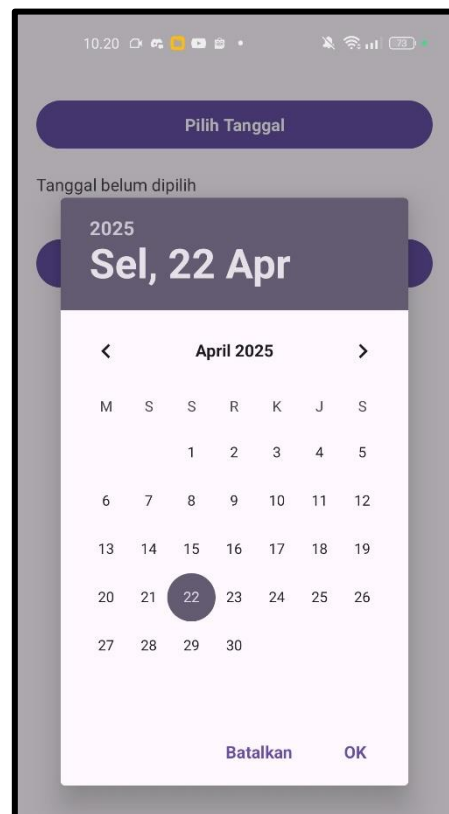 10.20 73
Pilih Tanggal
Tanggal belum dipilih
2025
Sel, 22 Apr
April 2025
M S S R K J S
1 2 3 4 5
6 7 8 9 10 11 12
13 14 15 16 17 18 19
20 21 22 23 24 25 26
27 28 29 30
Batalkan OK